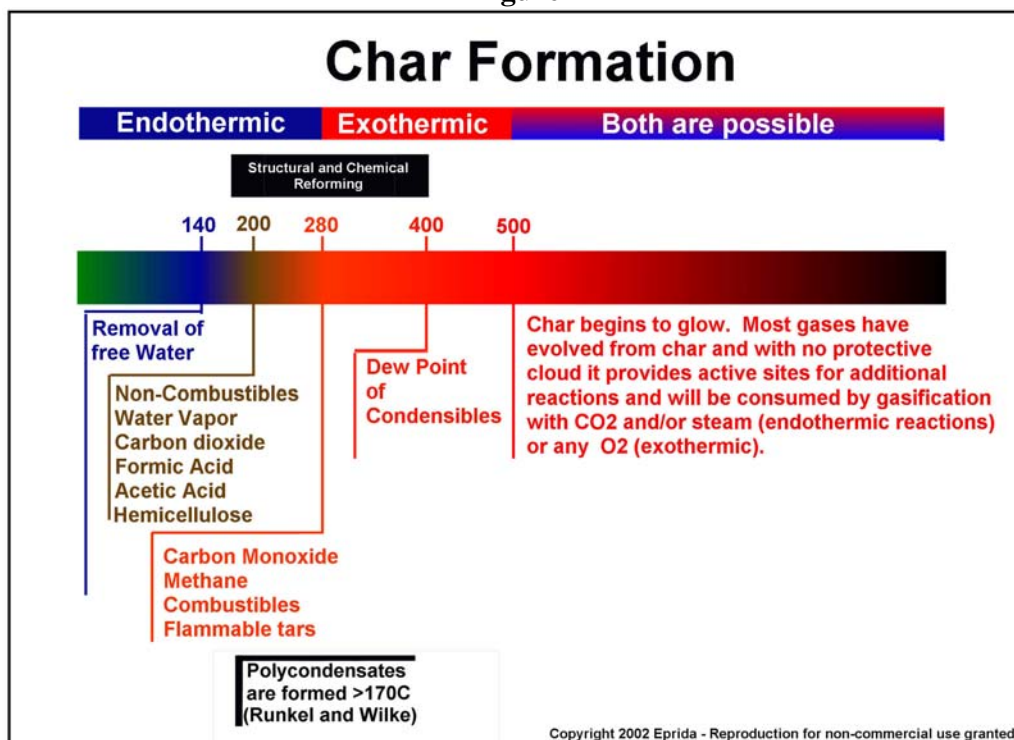 Char Formation
Endothermic
Exothermic
Both are possible
Structural and Chemical
Reforming
140
200
280
400
500
Removal of
free Water
Non-Combustibles
Water Vapor
Carbon dioxide
Formic Acid
Acetic Acid
Hemicellulose
Carbon Monoxide
Methane
Combustibles
Flammable tars
Dew Point
of
Condensibles
Char begins to glow. Most gases have
evolved from char and with no protective
cloud it provides active sites for additional
reactions and will be consumed by gasification
with CO2 and/or steam (endothermic reactions)
or any O2 (exothermic).
Polycondensates
are formed >170C
(Runkel and Wilke)
Copyright 2002 Eprida - Reproduction for non-commercial use granted